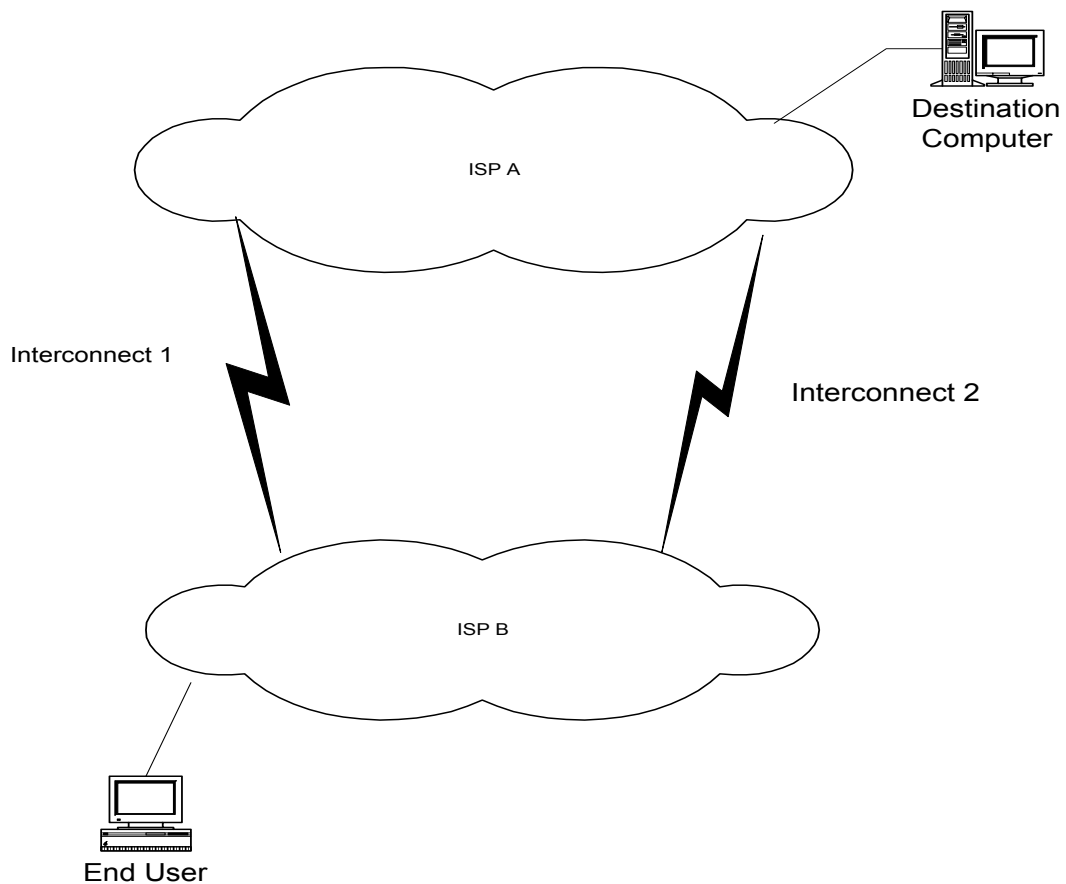 Destination
Computer
ISP A
Interconnect 1
Interconnect 2
ISP B
End User